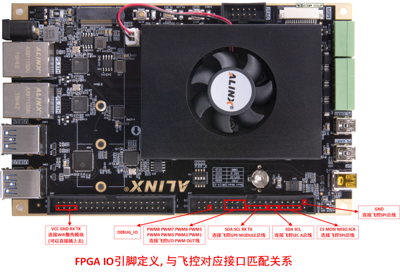 ALINX
ALINX
ALINX
ALINX
VCC GND RX TX
连接WIFI数传模块
(可以直接插上去)
DEBUG_IO
PWM8 PWM7 PWM6 PWM5
PWM4 PWM3 PWM2 PWM1
连接飞控I/O PWM OUT线
SDA SCL RX TX
连接飞控GPS MODULE总线
SDA SCL
连接飞控I2C A总线
CS MOSI MISO SCK
连接飞控SPI总线
GND
连接飞控SPI总线
FPGA IO引脚定义, 与飞控对应接口匹配关系